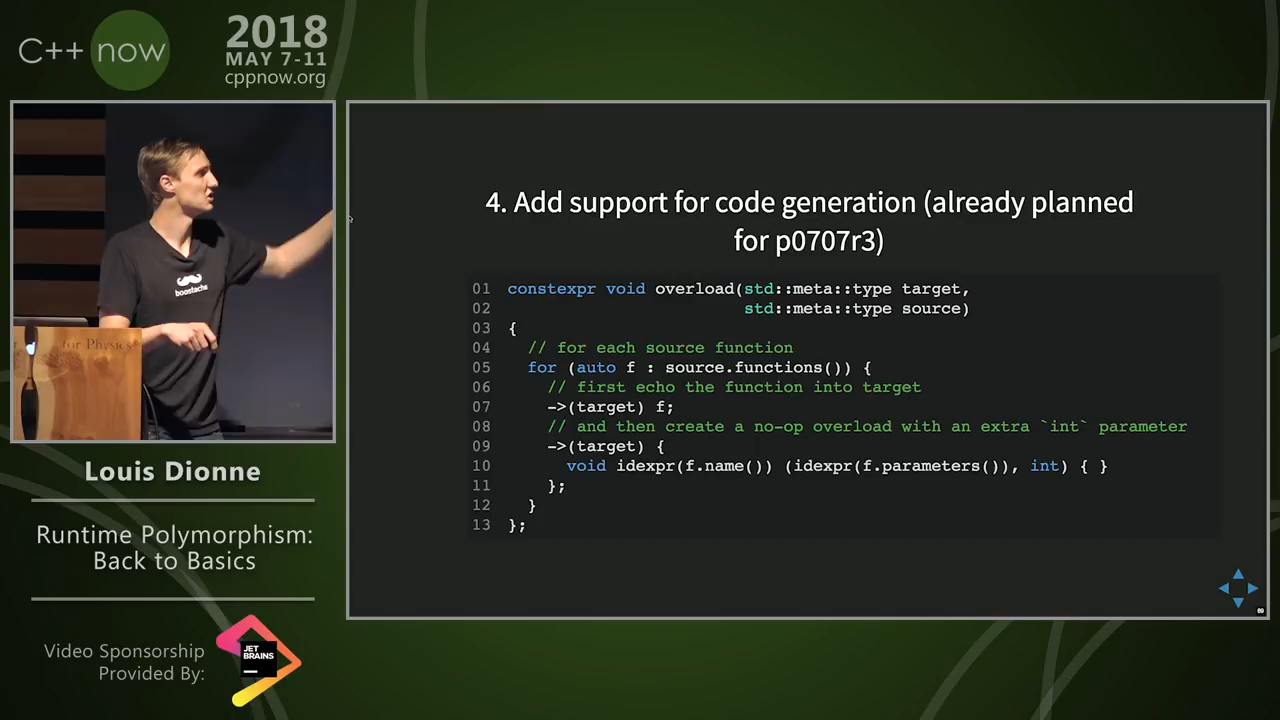 C++ now
2018
MAY 7-11
cppnow.org
boostache
for Physics
Louis Dionne
Runtime Polymorphism:
Back to Basics
Video Sponsorship
Provided By:
JET
BRAINS
4. Add support for code generation (already planned
for p0707r3)
01 constexpr void overload(std::meta::type target,
02 std::meta::type source)
03 {
04 // for each source function
05 for (auto f : source.functions()) {
06 // first echo the function into target
07 ->(target) f;
08 // and then create a no-op overload with an extra `int` parameter
09 ->(target) {
10 void idexpr(f.name()) (idexpr(f.parameters()), int) { }
11 };
12 }
13 };